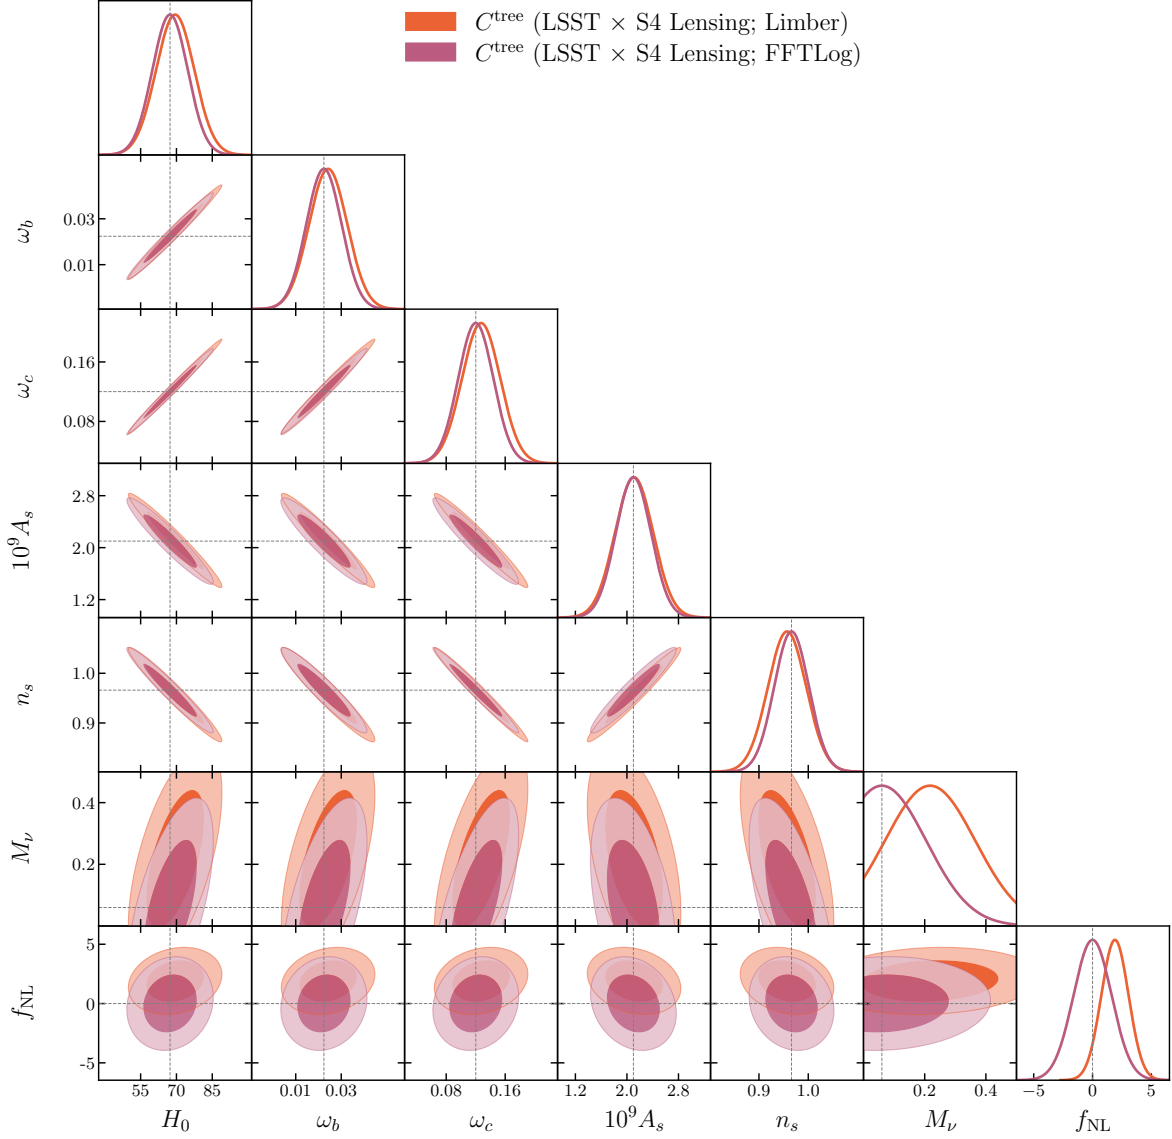 C^tree (LSST × S4 Lensing; Limber)
C^tree (LSST × S4 Lensing; FFTLog)
ω_b
0.03
0.01
ω_c
0.16
0.08
10^9 A_s
2.8
2.0
1.2
n_s
1.0
0.9
M_ν
0.4
0.2
f_NL
5
0
-5
55 70 85 0.01 0.03 0.08 0.16 1.2 2.0 2.8 0.9 1.0 0.2 0.4 −5 0 5
H_0 ω_b ω_c 10^9 A_s n_s M_ν f_NL